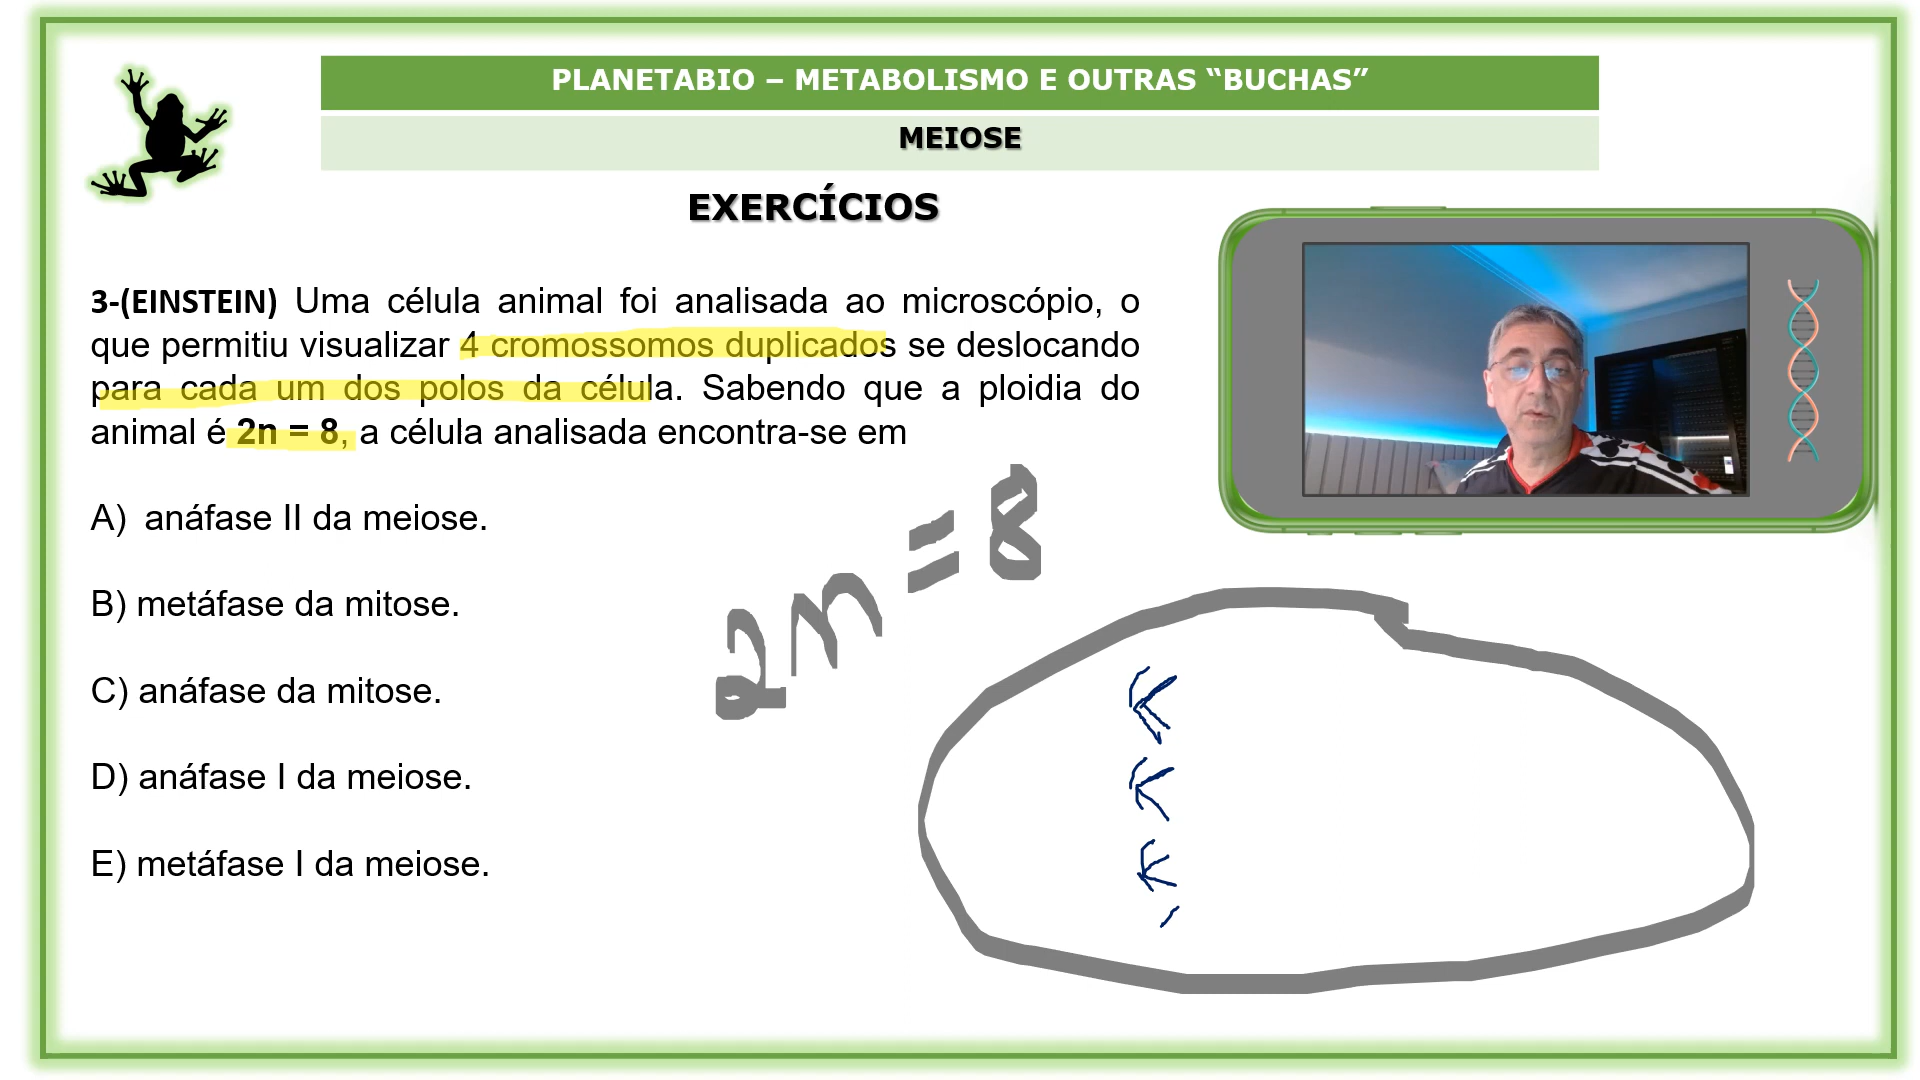 PLANETABIO – METABOLISMO E OUTRAS “BUCHAS”
MEIOSE
EXERCÍCIOS
3-(EINSTEIN) Uma célula animal foi analisada ao microscópio, o
que permitiu visualizar 4 cromossomos duplicados se deslocando
para cada um dos polos da célula. Sabendo que a ploidia do
animal é 2n = 8, a célula analisada encontra-se em
A) anáfase II da meiose.
B) metáfase da mitose.
C) anáfase da mitose.
D) anáfase I da meiose.
E) metáfase I da meiose.
2n = 8